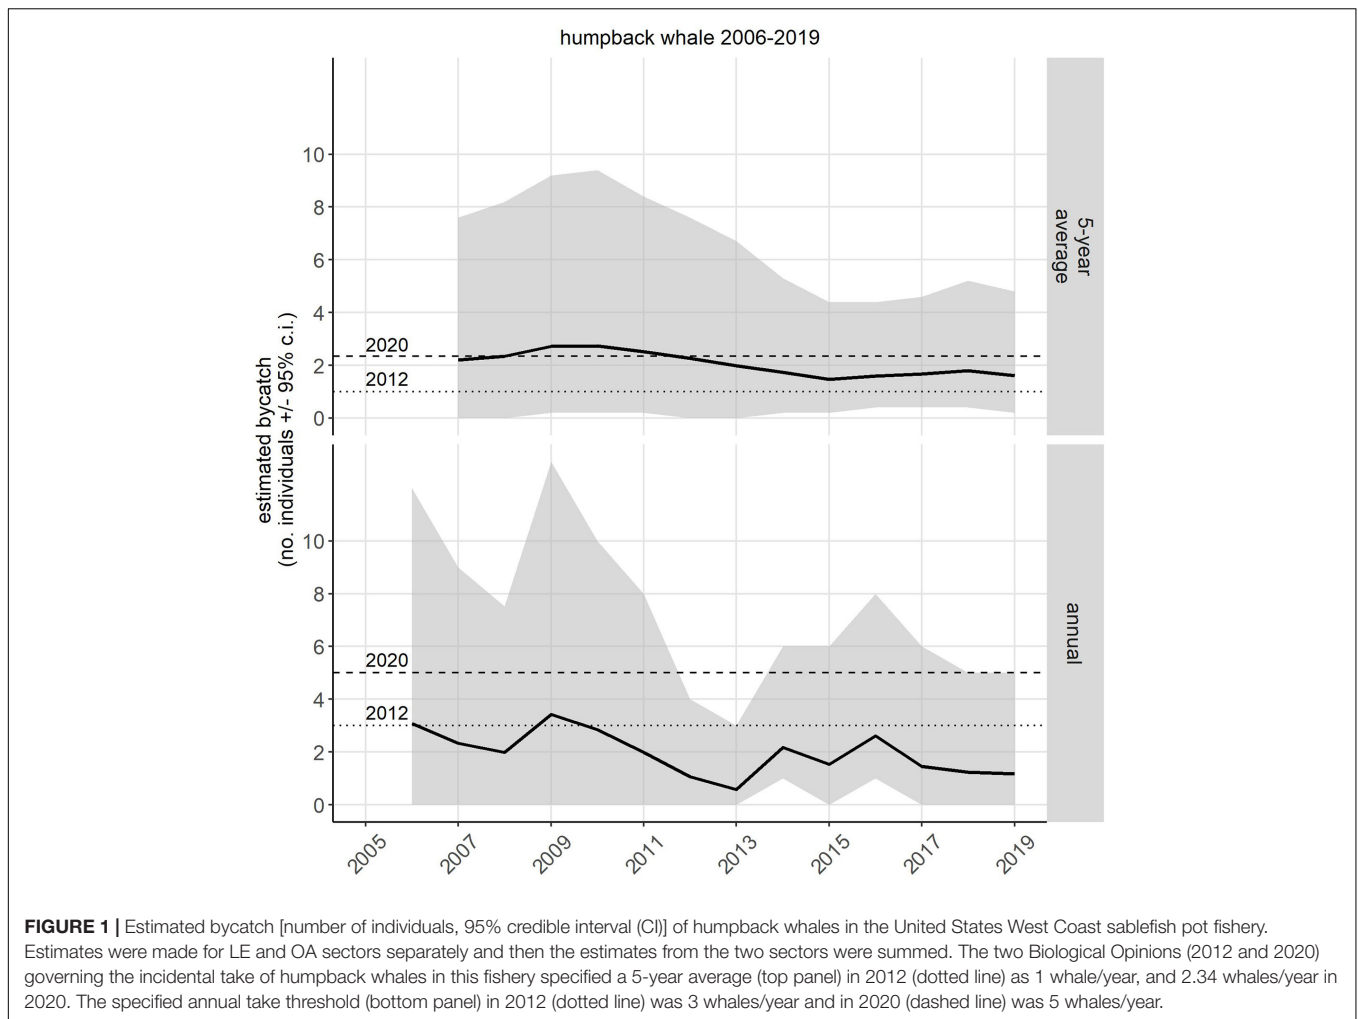 humpback whale 2006-2019
estimated bycatch
(no. individuals +/- 95% c.i.)
10
8
6
4
2
0
2020
2012
5-year
average
10
8
6
4
2
0
2020
2012
annual
2005
2007
2009
2011
2013
2015
2017
2019
FIGURE 1 | Estimated bycatch [number of individuals, 95% credible interval (CI)] of humpback whales in the United States West Coast sablefish pot fishery.
Estimates were made for LE and OA sectors separately and then the estimates from the two sectors were summed. The two Biological Opinions (2012 and 2020)
governing the incidental take of humpback whales in this fishery specified a 5-year average (top panel) in 2012 (dotted line) as 1 whale/year, and 2.34 whales/year in
2020. The specified annual take threshold (bottom panel) in 2012 (dotted line) was 3 whales/year and in 2020 (dashed line) was 5 whales/year.